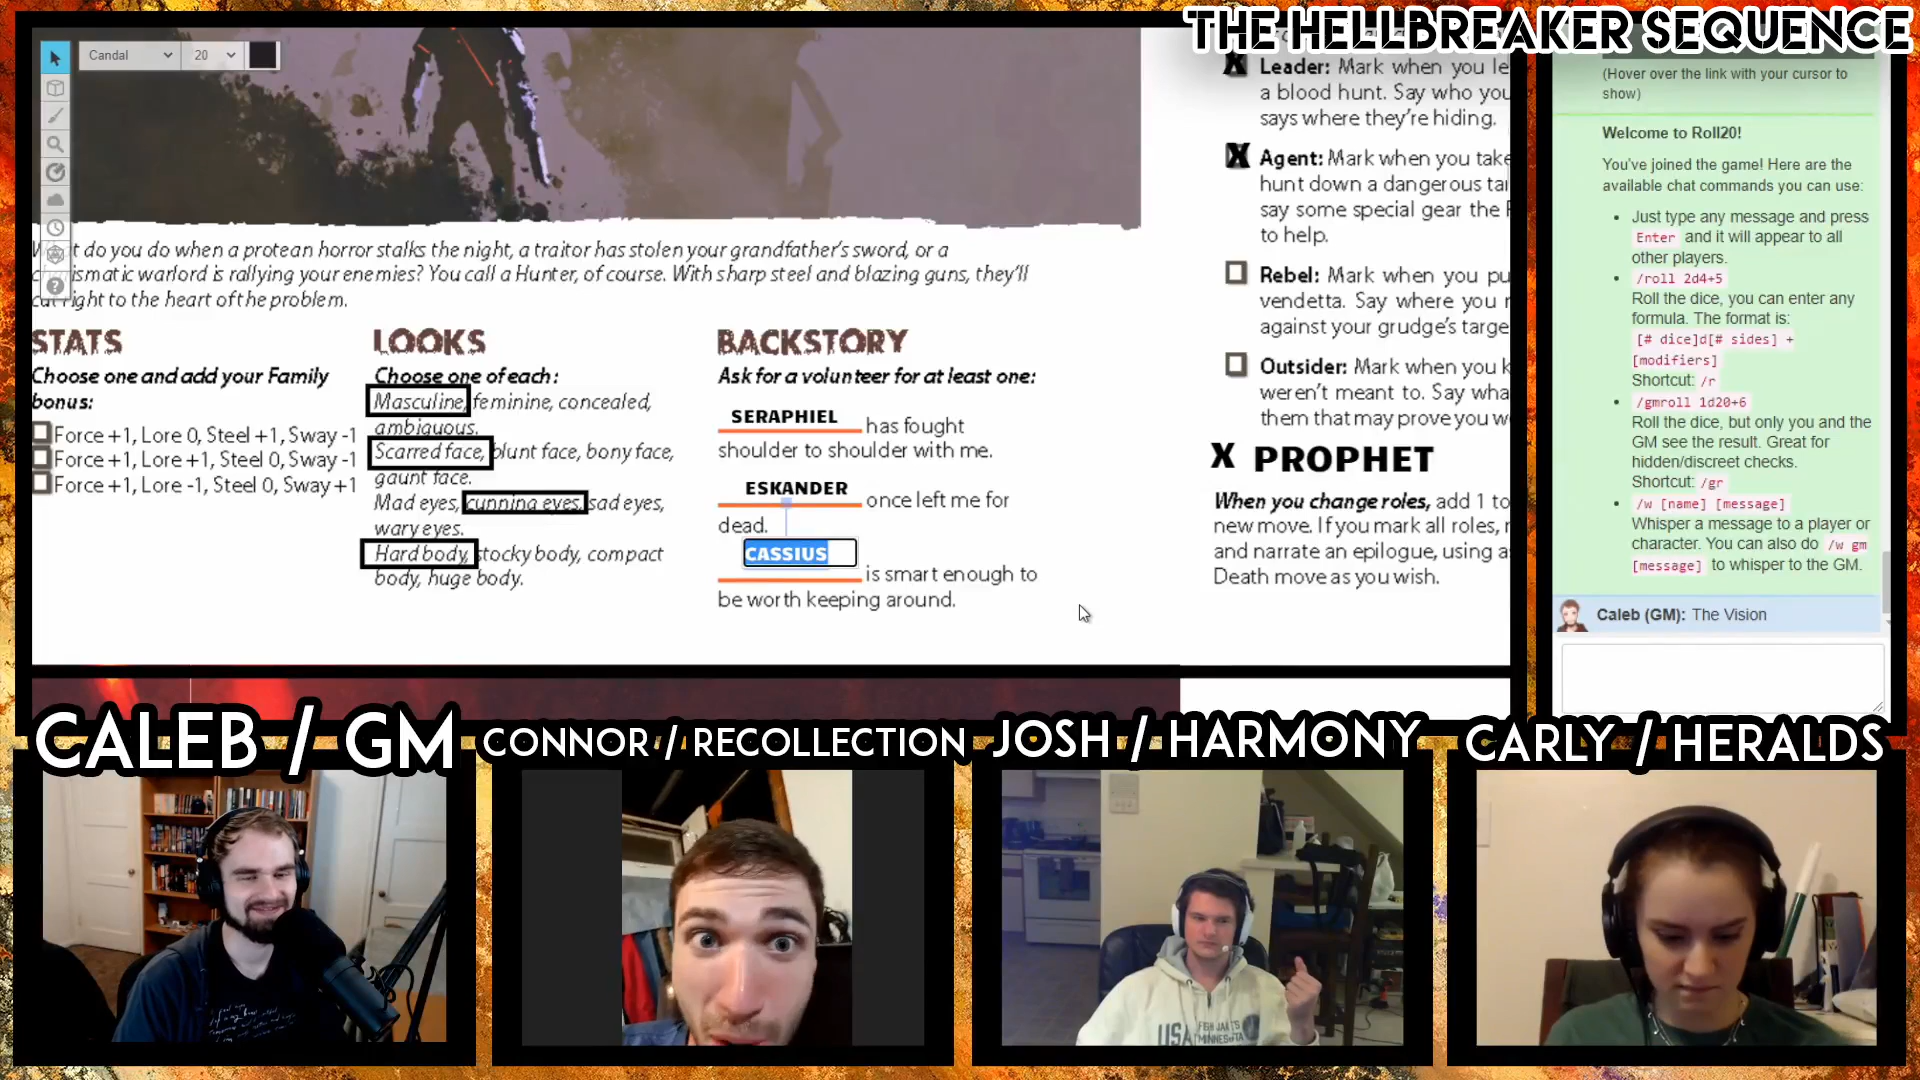 THE HELLBREAKER SEQUENCE
Candal
20
What do you do when a protean horror stalks the night, a traitor has stolen your grandfather's sword, or a
charismatic warlord is rallying your enemies? You call a Hunter, of course. With sharp steel and blazing guns, they'll
cut right to the heart of the problem.
STATS
Choose one and add your Family
bonus:
Force +1, Lore 0, Steel +1, Sway -1
Force +1, Lore +1, Steel 0, Sway -1
Force +1, Lore -1, Steel 0, Sway +1
LOOKS
Choose one of each:
Masculine, feminine, concealed,
ambiguous.
Scarred face, blunt face, bony face,
gaunt face.
Mad eyes, cunning eyes, sad eyes,
wary eyes.
Hard body, stocky body, compact
body, huge body.
BACKSTORY
Ask for a volunteer for at least one:
SERAPHIEL has fought
shoulder to shoulder with me.
ESKANDER once left me for
dead.
CASSIUS
is smart enough to
be worth keeping around.
X Leader: Mark when you le
a blood hunt. Say who you
says where they're hiding.
X Agent: Mark when you take
hunt down a dangerous tar
say some special gear the
to help.
Rebel: Mark when you pu
vendetta. Say where you
against your grudge's targe
Outsider: Mark when you k
weren't meant to. Say wha
them that may prove you w
X PROPHET
When you change roles, add 1 to
new move. If you mark all roles,
and narrate an epilogue, using a
Death move as you wish.
(Hover over the link with your cursor to
show)
Welcome to Roll20!
You've joined the game! Here are the
available chat commands you can use:
• Just type any message and press
Enter and it will appear to all
other players.
• /roll 2d4+5
Roll the dice, you can enter any
formula. The format is:
[# dice]d[# sides] +
[modifiers]
Shortcut: /r
• /gmroll 1d20+6
Roll the dice, but only you and the
GM see the result. Great for
hidden/discreet checks.
Shortcut: /gr
• /w [name] [message]
Whisper a message to a player or
character. You can also do /w gm
[message] to whisper to the GM.
Caleb (GM): The Vision
CALEB / GM
CONNOR / RECOLLECTION
JOSH / HARMONY
CARLY / HERALDS
USA
MINNESOTA